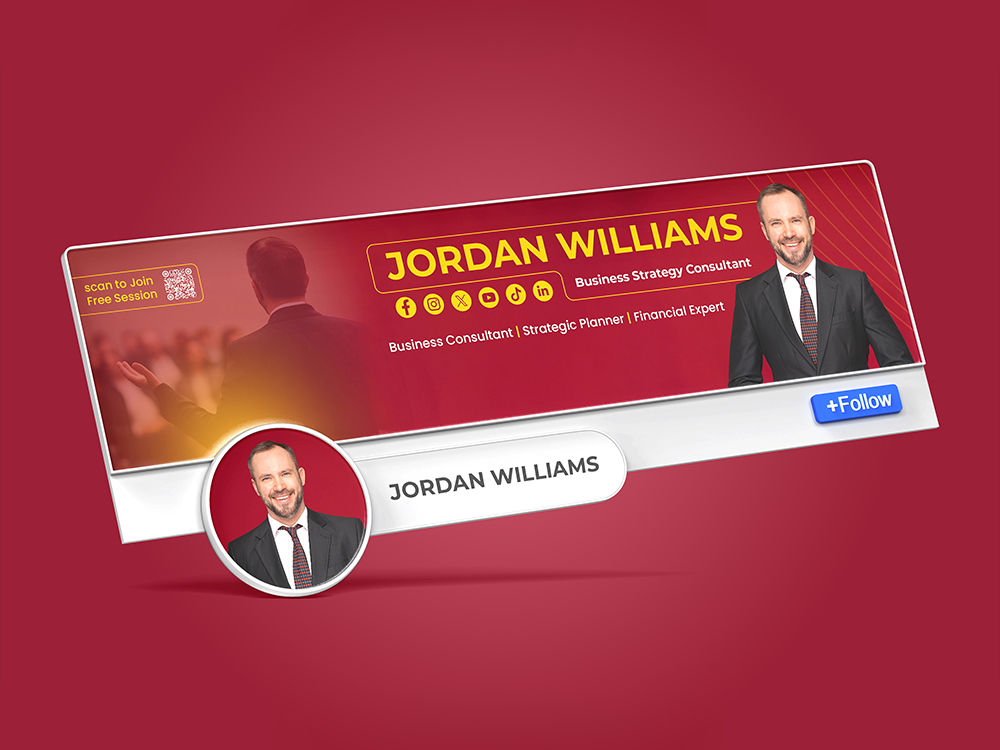 scan to Join
Free Session
JORDAN WILLIAMS
Business Strategy Consultant
Business Consultant | Strategic Planner | Financial Expert
+Follow
JORDAN WILLIAMS